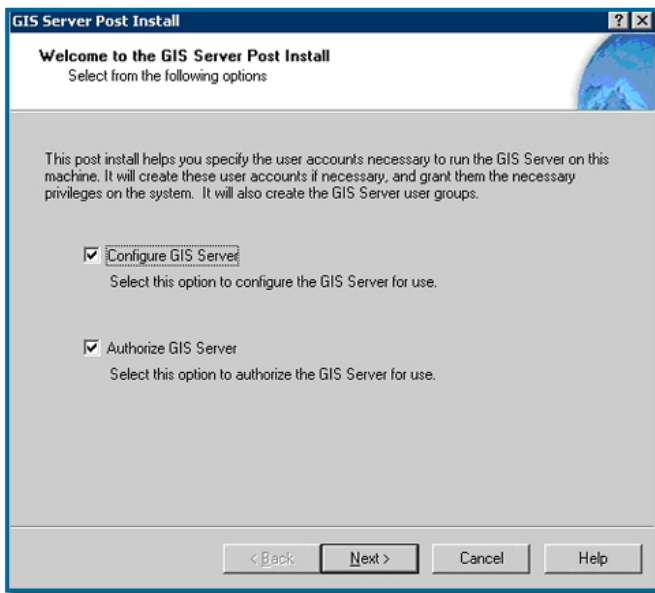 GIS Server Post Install
Welcome to the GIS Server Post Install
Select from the following options
This post install helps you specify the user accounts necessary to run the GIS Server on this
machine. It will create these user accounts if necessary, and grant them the necessary
privileges on the system. It will also create the GIS Server user groups.
Configure GIS Server
Select this option to configure the GIS Server for use.
Authorize GIS Server
Select this option to authorize the GIS Server for use.
< Back Next > Cancel Help